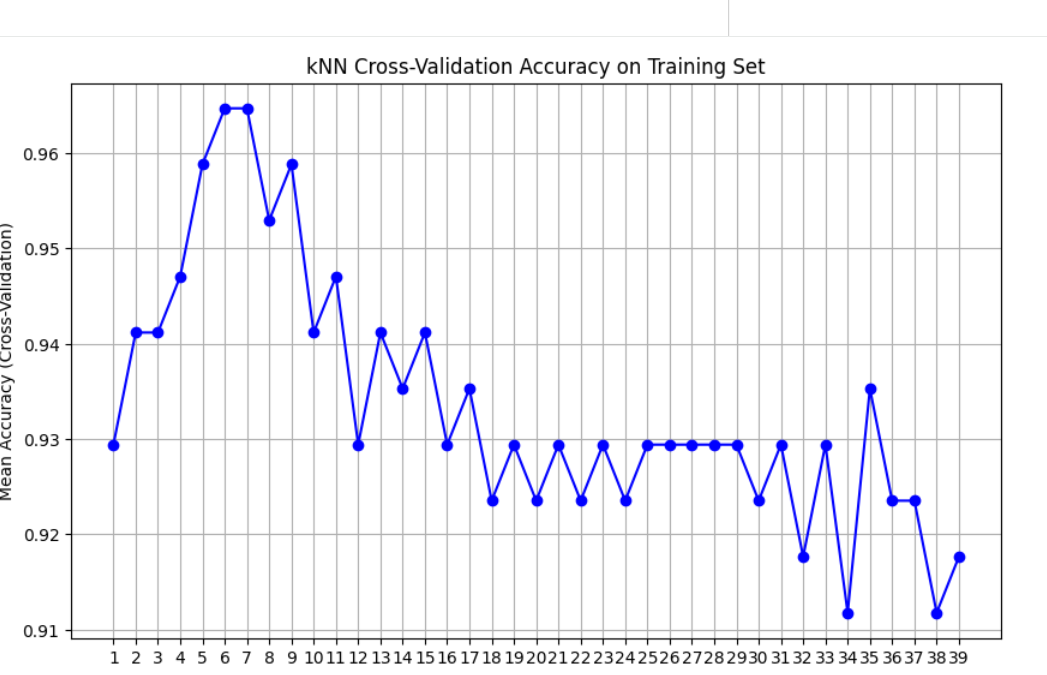 kNN Cross-Validation Accuracy on Training Set
Mean Accuracy (Cross-Validation)
0.96
0.95
0.94
0.93
0.92
0.91
1 2 3 4 5 6 7 8 9 10 11 12 13 14 15 16 17 18 19 20 21 22 23 24 25 26 27 28 29 30 31 32 33 34 35 36 37 38 39